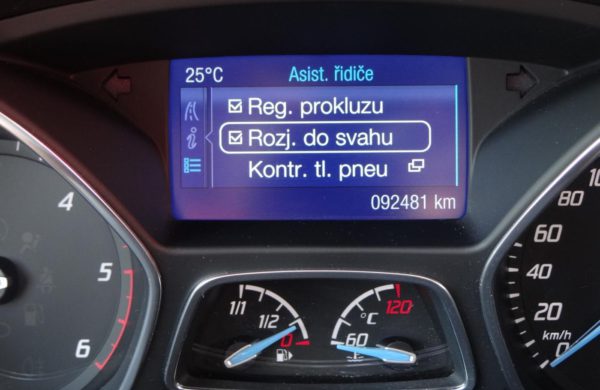 25°C Asist. řidiče
Reg. prokluzu
Rozj. do svahu
Kontr. tl. pneu
092481 km
4
5
6
1/1
1/2
0
120
°C
60
100
80
60
40
20
km/h
0